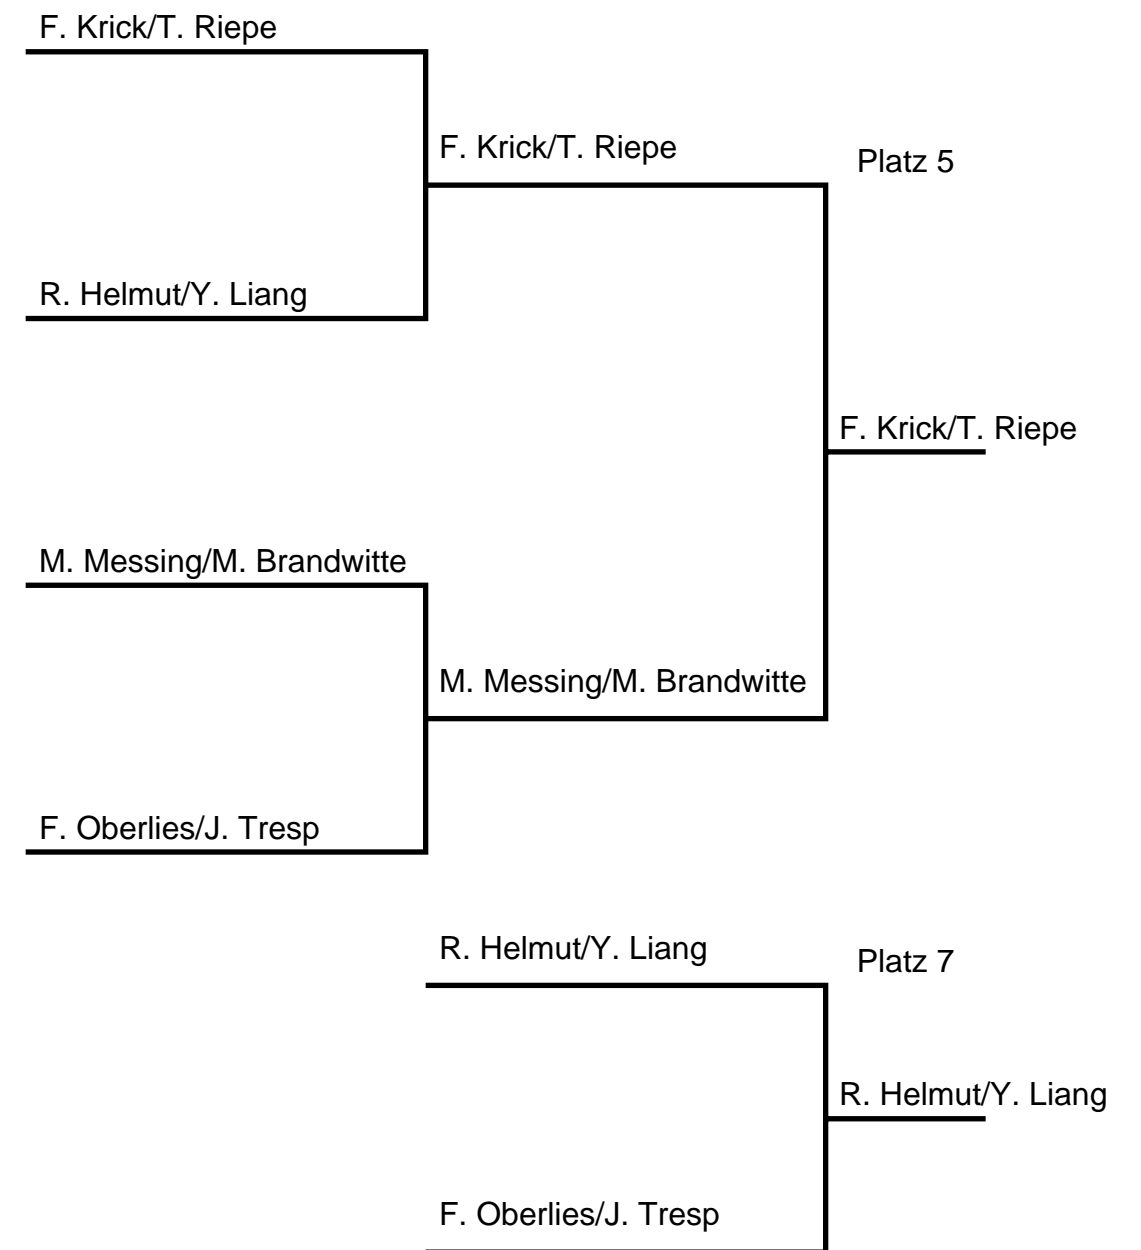 F. Krick/T. Riepe
F. Krick/T. Riepe
Platz 5
R. Helmut/Y. Liang
F. Krick/T. Riepe
M. Messing/M. Brandwitte
M. Messing/M. Brandwitte
F. Oberlies/J. Tresp
R. Helmut/Y. Liang
Platz 7
R. Helmut/Y. Liang
F. Oberlies/J. Tresp